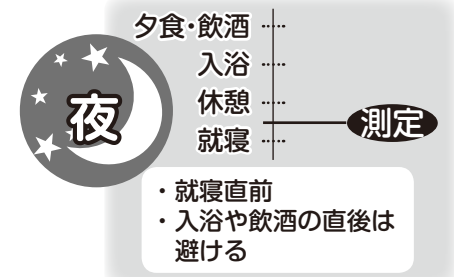 夕食・飲酒
入浴
休憩
就寝
夜
測定
・就寝直前
・入浴や飲酒の直後は
避ける